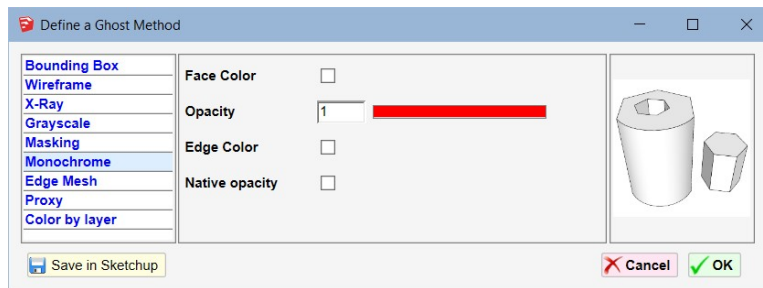 Define a Ghost Method
Bounding Box
Wireframe
X-Ray
Grayscale
Masking
Monochrome
Edge Mesh
Proxy
Color by layer
Face Color
Opacity 1
Edge Color
Native opacity
Save in Sketchup
Cancel
OK